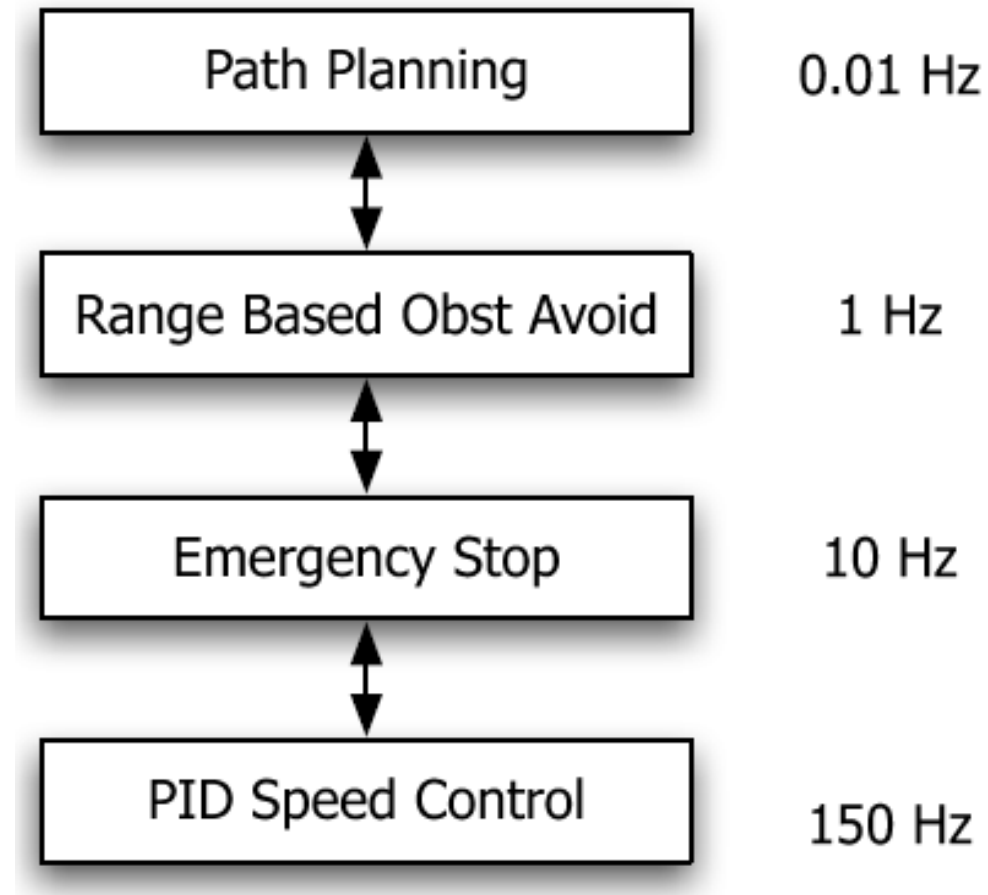 Path Planning 0.01 Hz
Range Based Obst Avoid 1 Hz
Emergency Stop 10 Hz
PID Speed Control 150 Hz